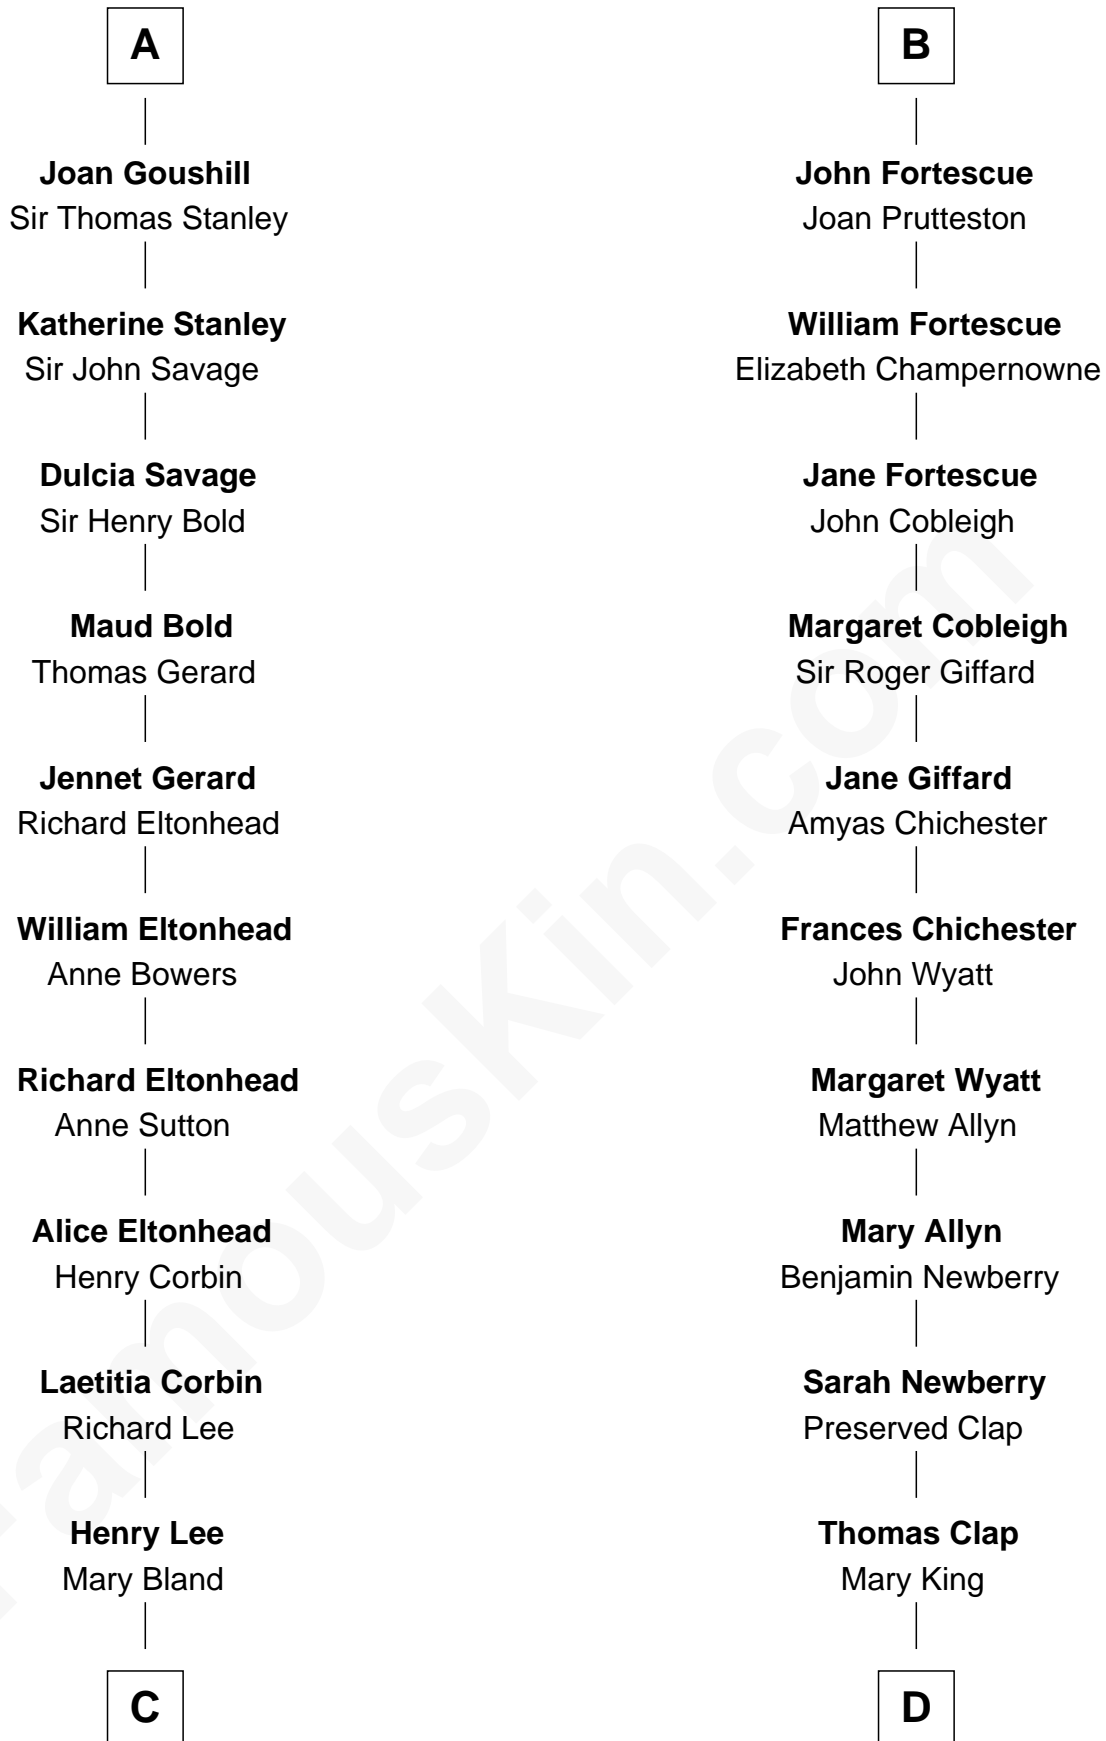 A
Joan Goushill
Sir Thomas Stanley
Katherine Stanley
Sir John Savage
Dulcia Savage
Sir Henry Bold
Maud Bold
Thomas Gerard
Jennet Gerard
Richard Eltonhead
William Eltonhead
Anne Bowers
Richard Eltonhead
Anne Sutton
Alice Eltonhead
Henry Corbin
Laetitia Corbin
Richard Lee
Henry Lee
Mary Bland
C
B
John Fortescue
Joan Prutteston
William Fortescue
Elizabeth Champernowne
Jane Fortescue
John Cobleigh
Margaret Cobleigh
Sir Roger Giffard
Jane Giffard
Amyas Chichester
Frances Chichester
John Wyatt
Margaret Wyatt
Matthew Allyn
Mary Allyn
Benjamin Newberry
Sarah Newberry
Preserved Clap
Thomas Clap
Mary King
D
FamousKin.com